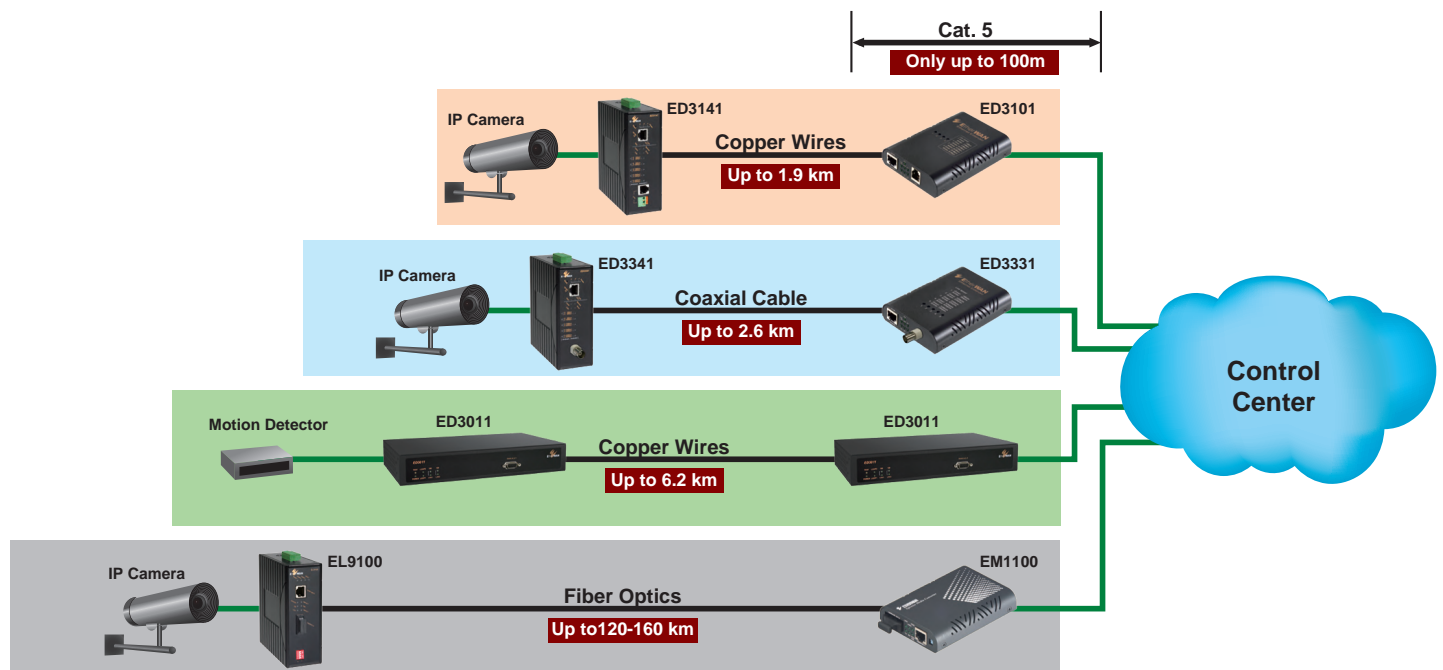 Cat. 5
Only up to 100m
IP Camera
ED3141
Copper Wires
Up to 1.9 km
ED3101
IP Camera
ED3341
Coaxial Cable
Up to 2.6 km
ED3331
Motion Detector
ED3011
Copper Wires
Up to 6.2 km
ED3011
IP Camera
EL9100
Fiber Optics
Up to120-160 km
EM1100
Control
Center